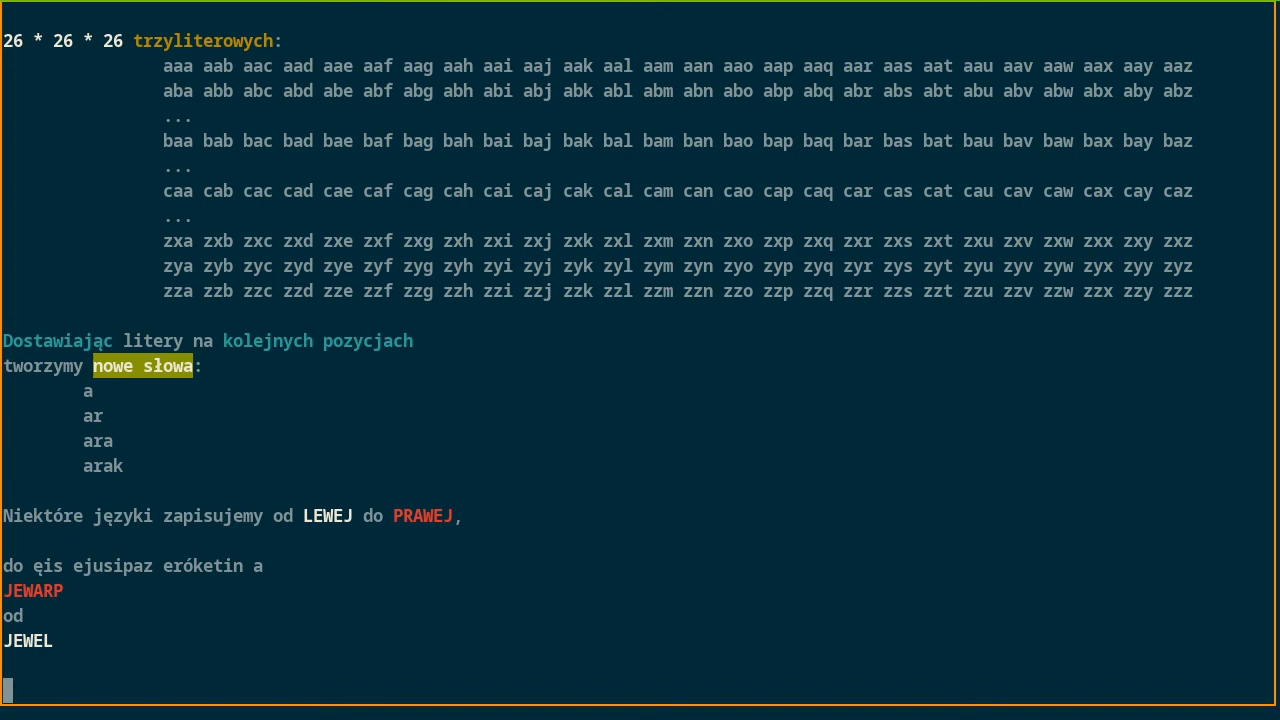 26 * 26 * 26 trzyliterowych:
aaa aab aac aad aae aaf aag aah aai aaj aak aal aam aan aao aap aaq aar aas aat aau aav aaw aax aay aaz
aba abb abc abd abe abf abg abh abi abj abk abl abm abn abo abp abq abr abs abt abu abv abw abx aby abz
...
baa bab bac bad bae baf bag bah bai baj bak bal bam ban bao bap baq bar bas bat bau bav baw bax bay baz
...
caa cab cac cad cae caf cag cah cai caj cak cal cam can cao cap caq car cas cat cau cav caw cax cay caz
...
zxa zxb zxc zxd zxe zxf zxg zxh zxi zxj zxk zxl zxm zxn zxo zxp zxq zxr zxs zxt zxu zxv zxw zxx zxy zxz
zya zyb zyc zyd zye zyf zyg zyh zyi zyj zyk zyl zym zyn zyo zyp zyq zyr zys zyt zyu zyv zyw zyx zyy zyz
zza zzb zzc zzd zze zzf zzg zzh zzi zzj zzk zzl zzm zzn zzo zzp zzq zzr zzs zzt zzu zzv zzw zzx zzy zzz
Dostawiając litery na kolejnych pozycjach
tworzymy nowe słowa:
a
ar
ara
arak
Niektóre języki zapisujemy od LEWEJ do PRAWEJ,
do ęis ejusipaz eróketin a
JEWARP
od
JEWEL